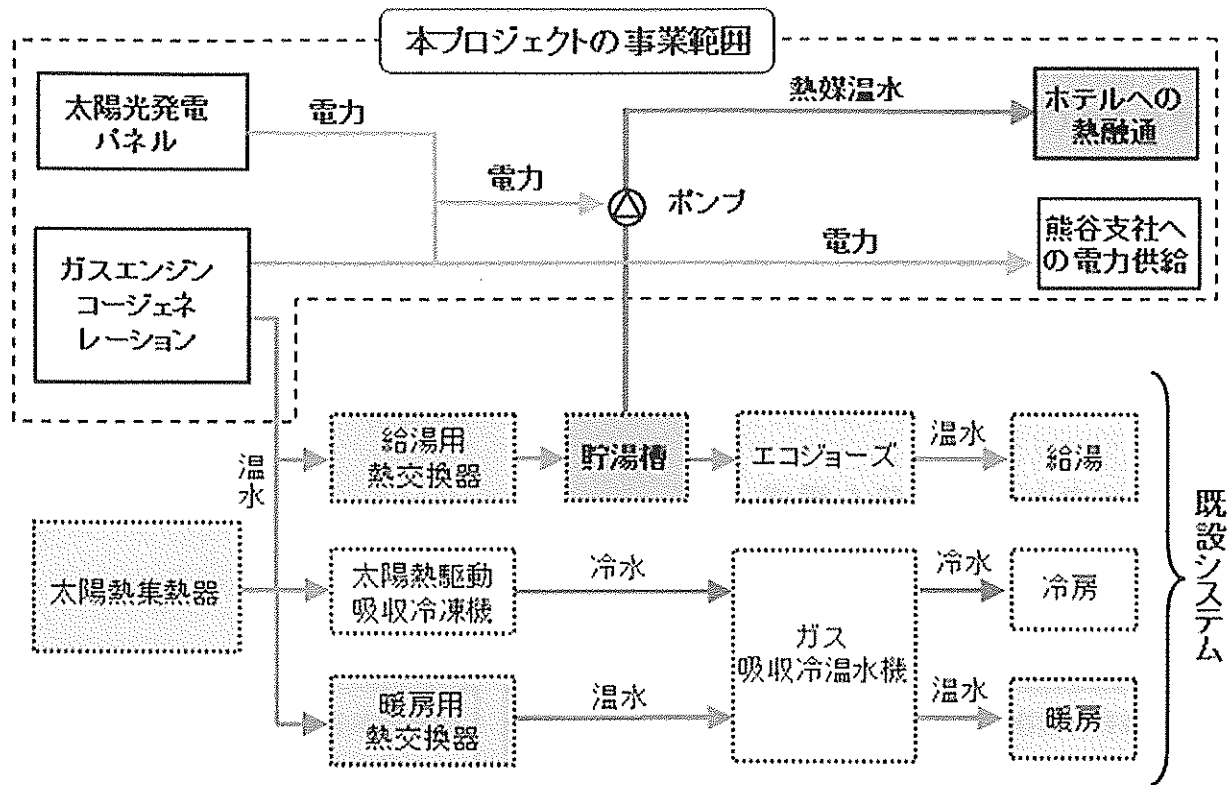 本プロジェクトの事業範囲
太陽光発電
パネル
電力
熱媒温水
ホテルへの
熱融通
電力
ポンプ
ガスエンジン
コージェネ
レーション
電力
熊谷支社へ
の電力供給
温水
給湯用
熱交換器
貯湯槽
エコジョーズ
温水
給湯
太陽熱集熱器
太陽熱駆動
吸収冷凍機
冷水
ガス
吸収冷温水機
冷水
冷房
暖房用
熱交換器
温水
温水
暖房
既設システム